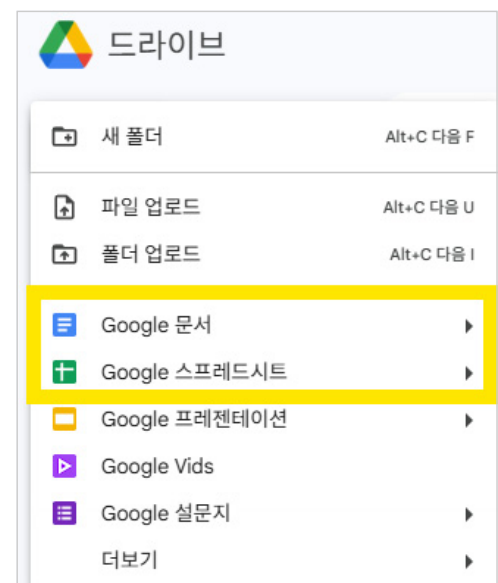 드라이브
새 폴더 Alt+C 다음 F
파일 업로드 Alt+C 다음 U
폴더 업로드 Alt+C 다음 I
Google 문서
Google 스프레드시트
Google 프레젠테이션
Google Vids
Google 설문지
더보기